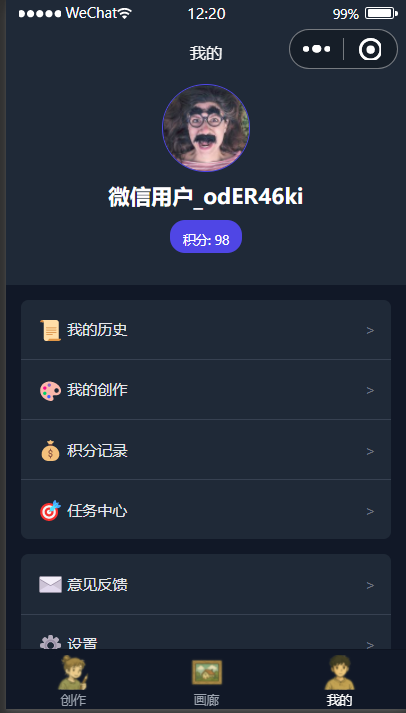 WeChat 12:20 99%
我的
微信用户_odER46ki
积分: 98
我的历史 >
我的创作 >
积分记录 >
任务中心 >
意见反馈 >
设置 >
创作 画廊 我的